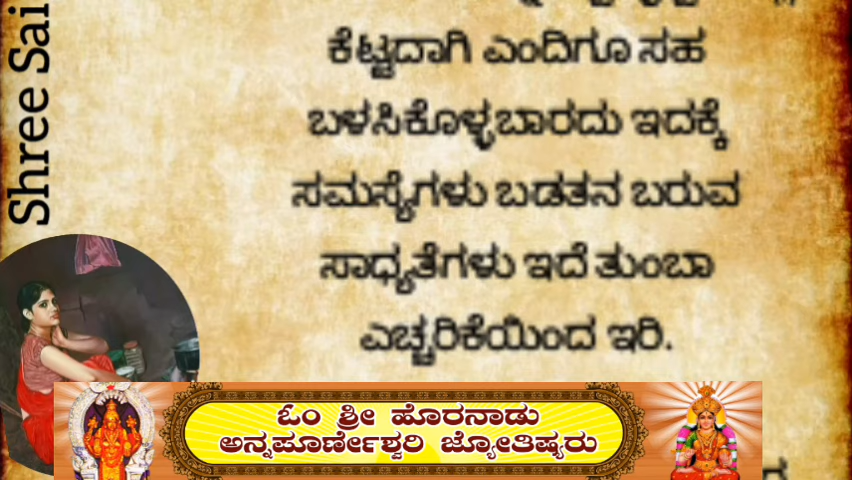 Shree Sai
ಕೆಟ್ಟದಾಗಿ ಎಂದಿಗೂ ಸಹ
ಬಳಸಿಕೊಳ್ಳಬಾರದು ಇದಕ್ಕೆ
ಸಮಸ್ಯೆಗಳು ಬಡತನ ಬರುವ
ಸಾಧ್ಯತೆಗಳು ಇದೆ ತುಂಬಾ
ಎಚ್ಚರಿಕೆಯಿಂದ ಇರಿ.
ಓಂ ಶ್ರೀ ಹೊರನಾಡು
ಅನ್ನಪೂರ್ಣೇಶ್ವರಿ ಜ್ಯೋತಿಷ್ಯರು